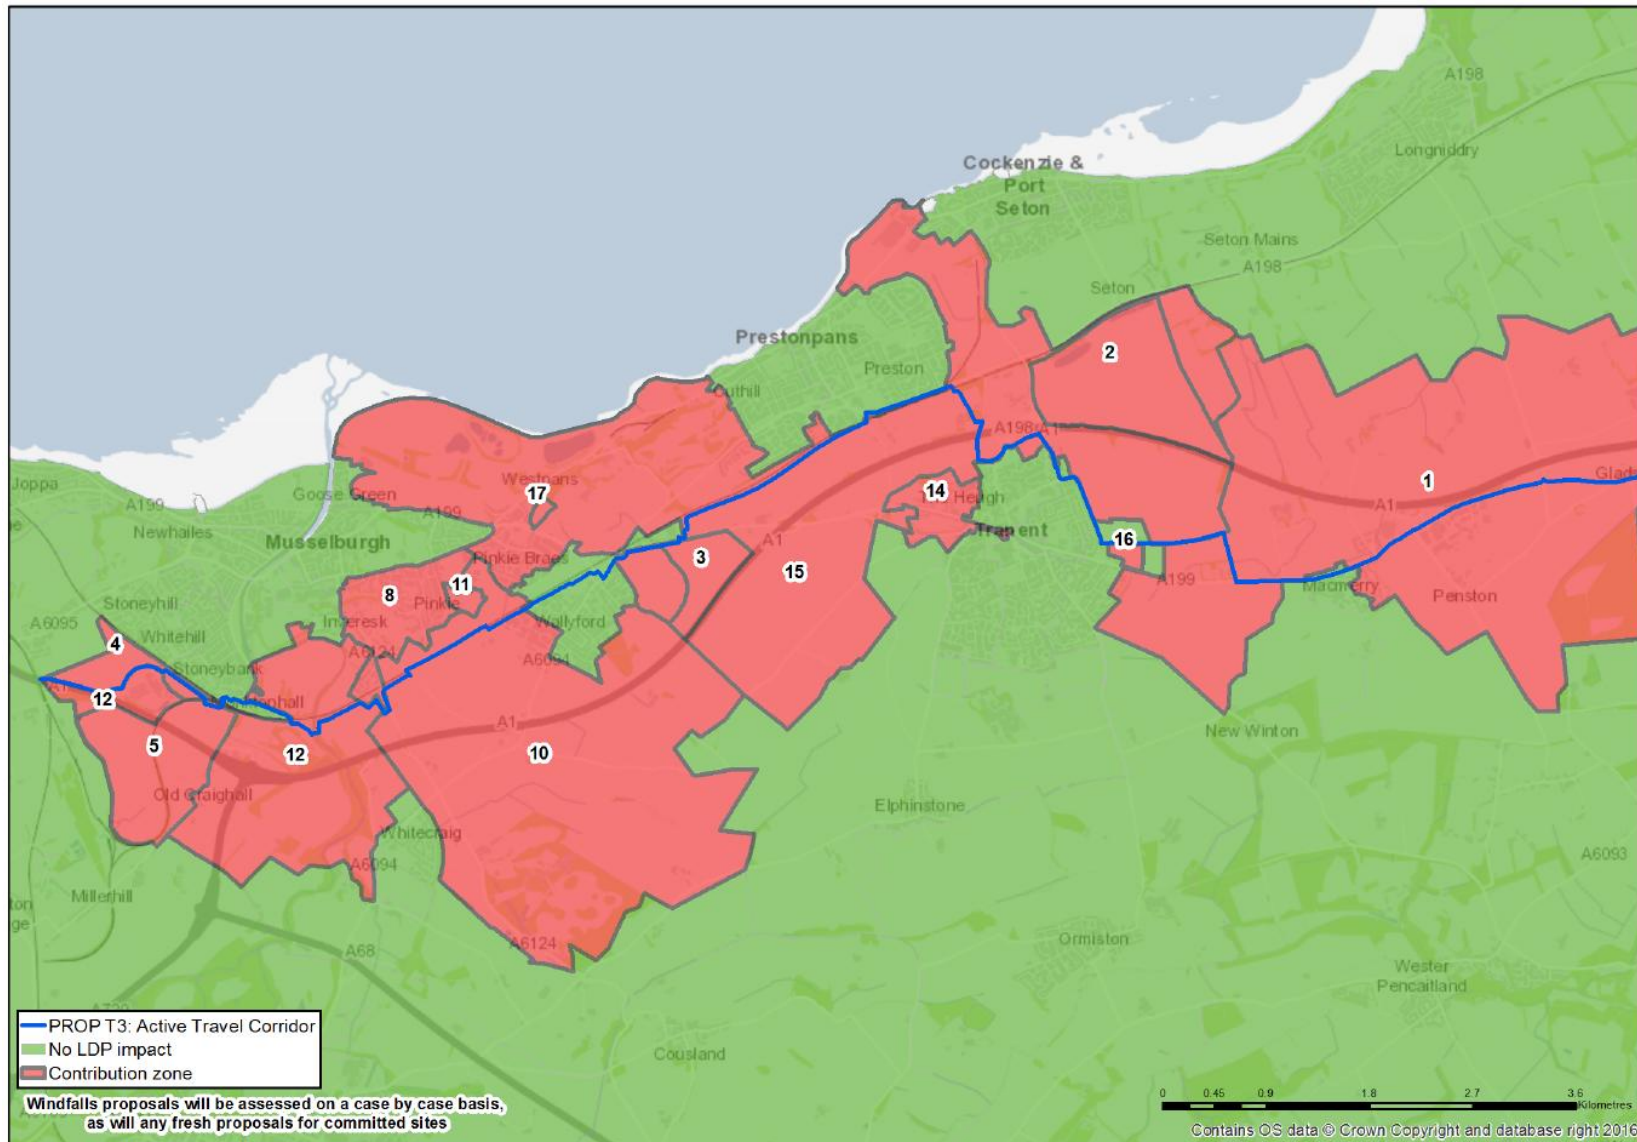 A198
Longniddry
Cockenzie &
Port
Seton
Seton Mains
A198
Seton
2
Prestonpans
Preston
Cuthill
A198
A1
1
A1
Westpans
17
14
Tranent
Joppa
A199
Goose Green
Newhailes
A199
Musselburgh
Pinkie Braes
A1
3
16
15
A199
Macmerry
Penston
8
11
Pinkie
Stoneyhill
Inveresk
Wallyford
A6095
Whitehill
4
A6124
A6094
Stoneybank
12
5
12
A1
10
New Winton
Old Craighall
Elphinstone
Whitecraig
A6093
A6094
Millerhill
A68
A6124
Ormiston
Wester
Pencaitland
Cousland
PROP T3: Active Travel Corridor
No LDP impact
Contribution zone
Windfalls proposals will be assessed on a case by case basis,
as will any fresh proposals for committed sites
0 0.45 0.9 1.8 2.7 3.6
Kilometres
Contains OS data © Crown Copyright and database right 2016